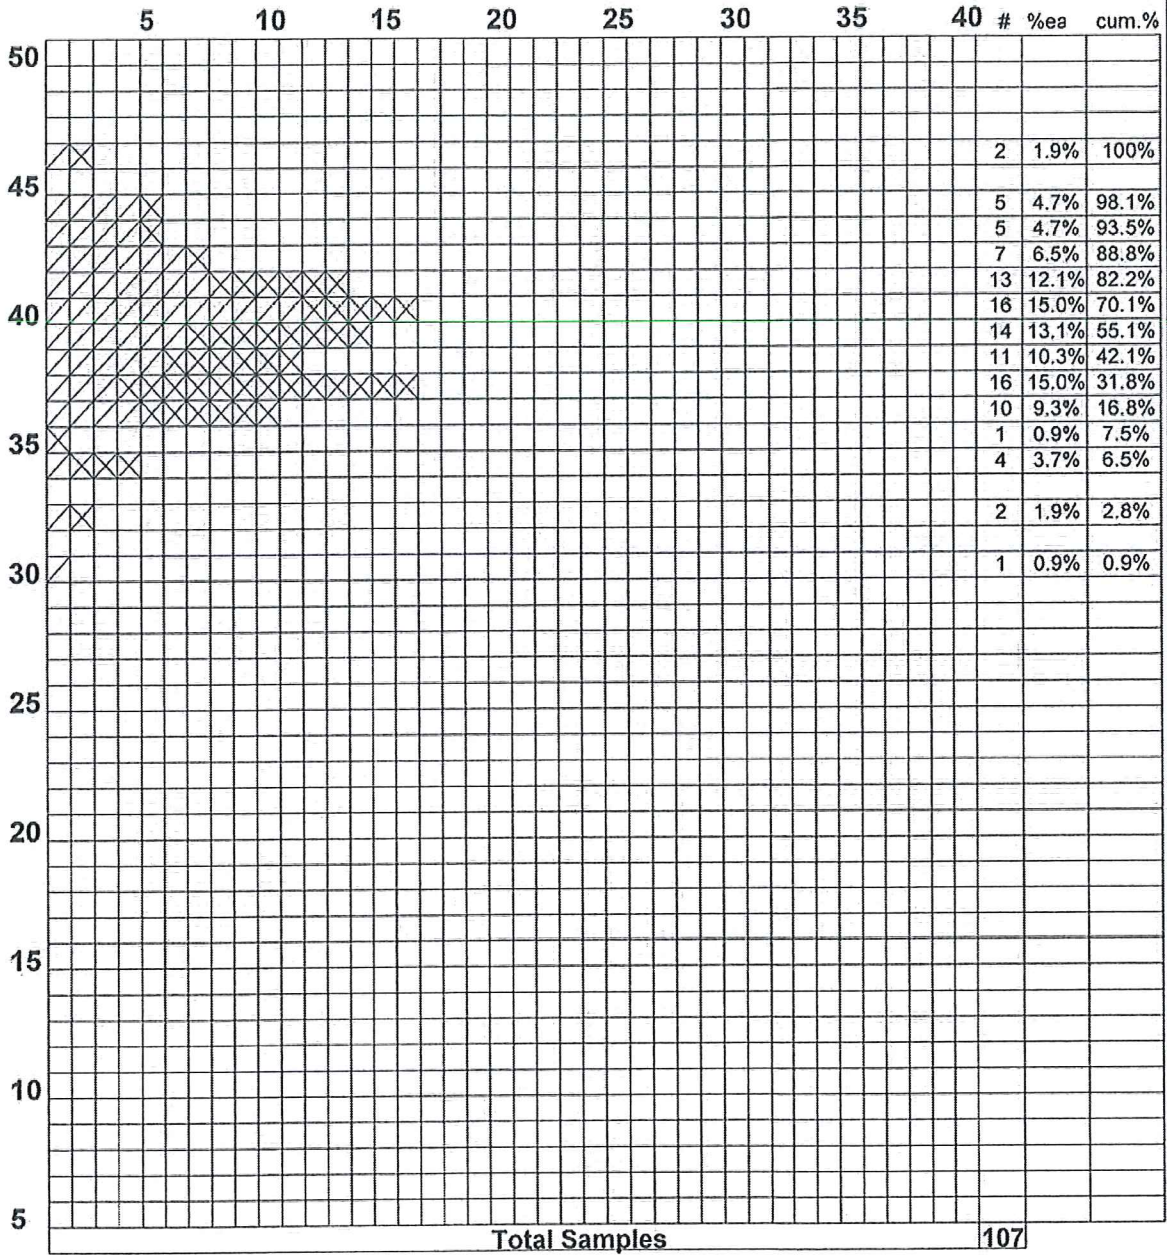 5 10 15 20 25 30 35 40 # %ea cum.%
50
2 1.9% 100%
45
5 4.7% 98.1%
5 4.7% 93.5%
7 6.5% 88.8%
13 12.1% 82.2%
16 15.0% 70.1%
40
14 13.1% 55.1%
11 10.3% 42.1%
16 15.0% 31.8%
10 9.3% 16.8%
35
1 0.9% 7.5%
4 3.7% 6.5%
2 1.9% 2.8%
30
1 0.9% 0.9%
25
20
15
10
5
Total Samples 107